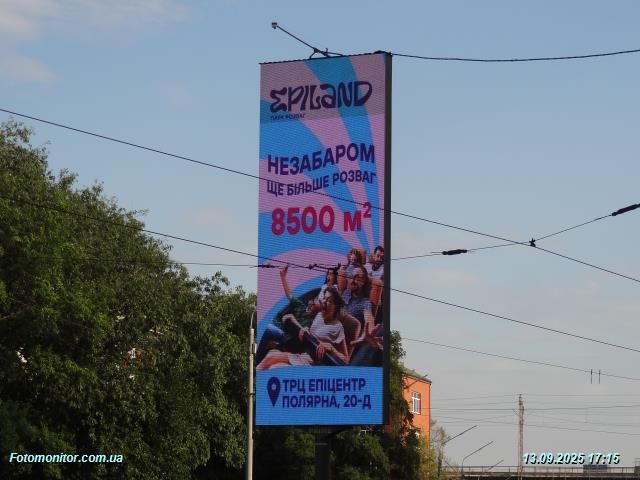 EPILAND
ПАРК РОЗВАГ
НЕЗАБАРОМ
ЩЕ БІЛЬШЕ РОЗВАГ
8500 м²
ТРЦ ЕПІЦЕНТР
ПОЛЯРНА, 20-Д
Fotomonitor.com.ua
13.09.2025 17:15